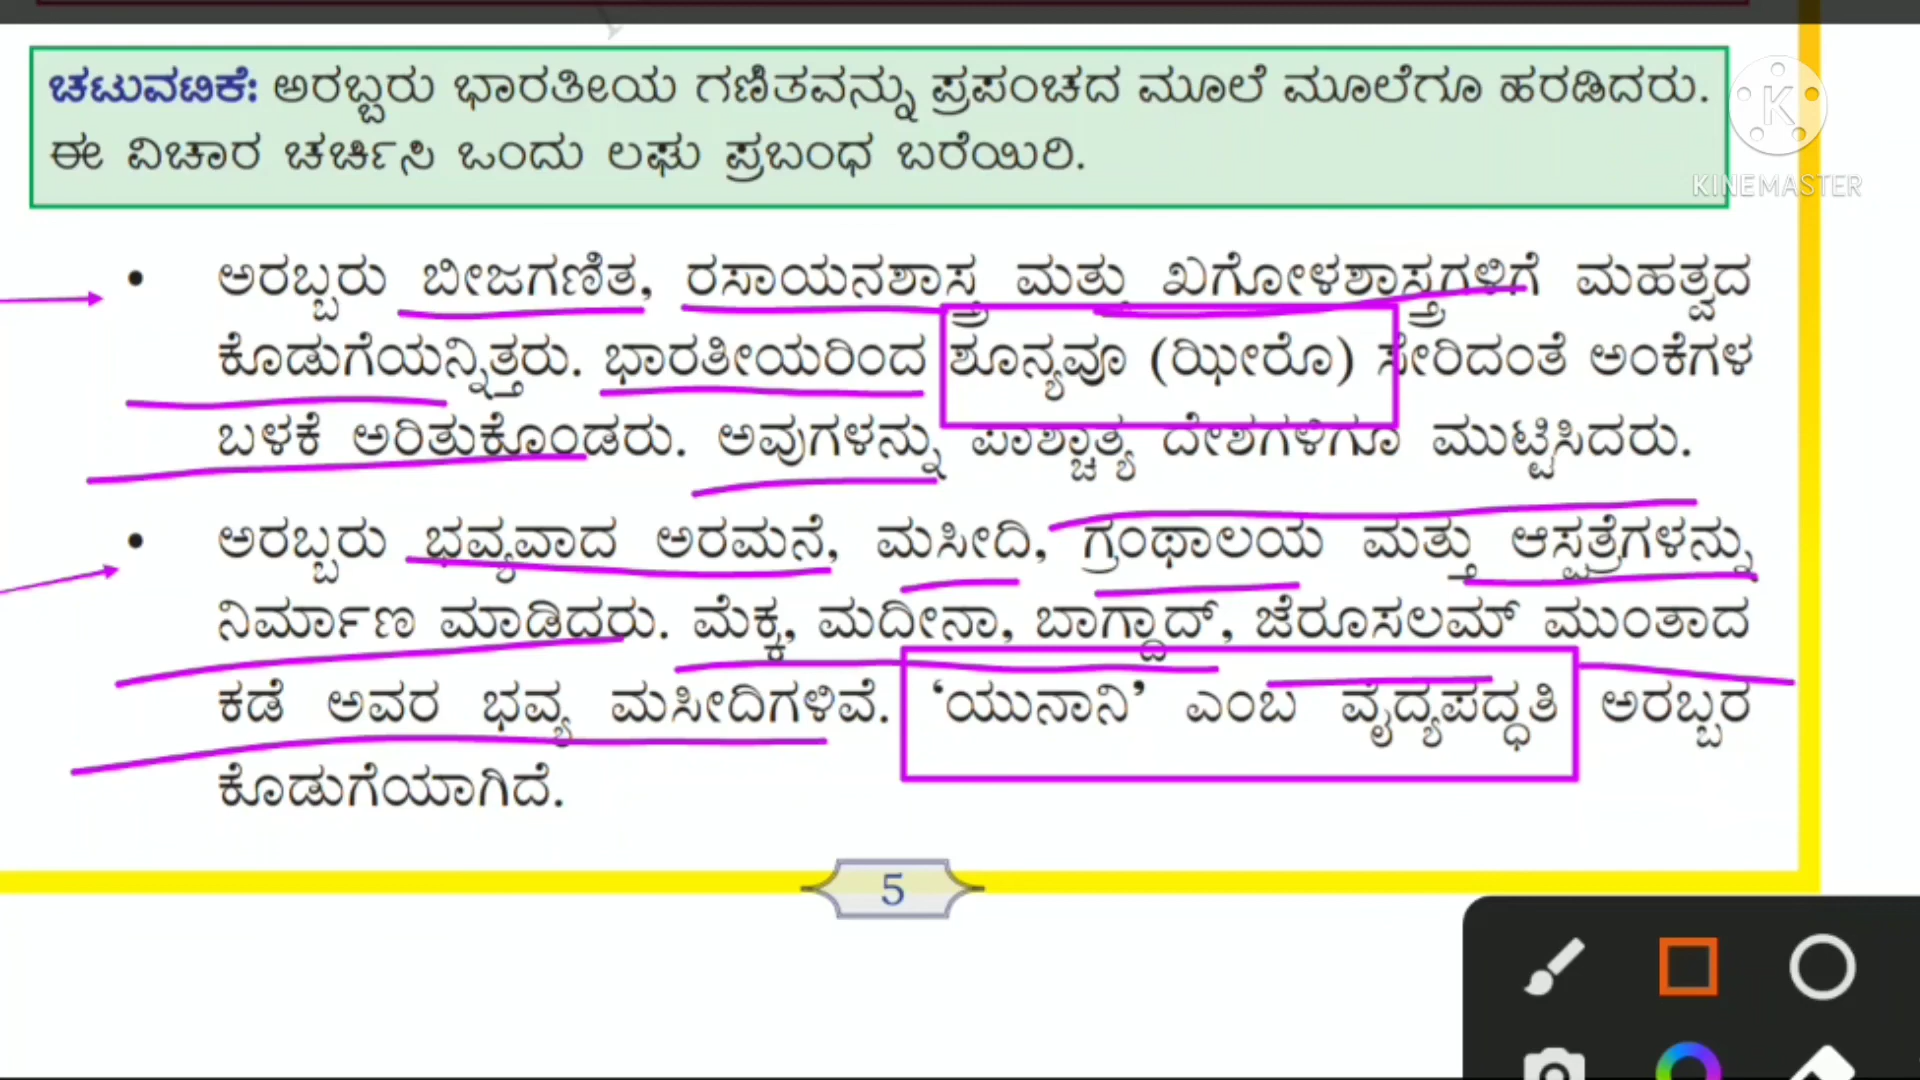 ಚಟುವಟಿಕೆ: ಅರಬ್ಬರು ಭಾರತೀಯ ಗಣಿತವನ್ನು ಪ್ರಪಂಚದ ಮೂಲೆ ಮೂಲೆಗೂ ಹರಡಿದರು.
ಈ ವಿಚಾರ ಚರ್ಚಿಸಿ ಒಂದು ಲಘು ಪ್ರಬಂಧ ಬರೆಯಿರಿ.
KINEMASTER
• ಅರಬ್ಬರು ಬೀಜಗಣಿತ, ರಸಾಯನಶಾಸ್ತ್ರ ಮತ್ತು ಖಗೋಳಶಾಸ್ತ್ರಗಳಿಗೆ ಮಹತ್ವದ
ಕೊಡುಗೆಯನ್ನಿತ್ತರು. ಭಾರತೀಯರಿಂದ ಶೂನ್ಯವೂ (ಝೀರೊ) ಸೇರಿದಂತೆ ಅಂಕೆಗಳ
ಬಳಕೆ ಅರಿತುಕೊಂಡರು. ಅವುಗಳನ್ನು ಪಾಶ್ಚಾತ್ಯ ದೇಶಗಳಿಗೂ ಮುಟ್ಟಿಸಿದರು.
• ಅರಬ್ಬರು ಭವ್ಯವಾದ ಅರಮನೆ, ಮಸೀದಿ, ಗ್ರಂಥಾಲಯ ಮತ್ತು ಆಸ್ಪತ್ರೆಗಳನ್ನು
ನಿರ್ಮಾಣ ಮಾಡಿದರು. ಮೆಕ್ಕ, ಮದೀನಾ, ಬಾಗ್ದಾದ್, ಜೆರೂಸಲಮ್ ಮುಂತಾದ
ಕಡೆ ಅವರ ಭವ್ಯ ಮಸೀದಿಗಳಿವೆ. ‘ಯುನಾನಿ’ ಎಂಬ ವೈದ್ಯಪದ್ಧತಿ ಅರಬ್ಬರ
ಕೊಡುಗೆಯಾಗಿದೆ.
5